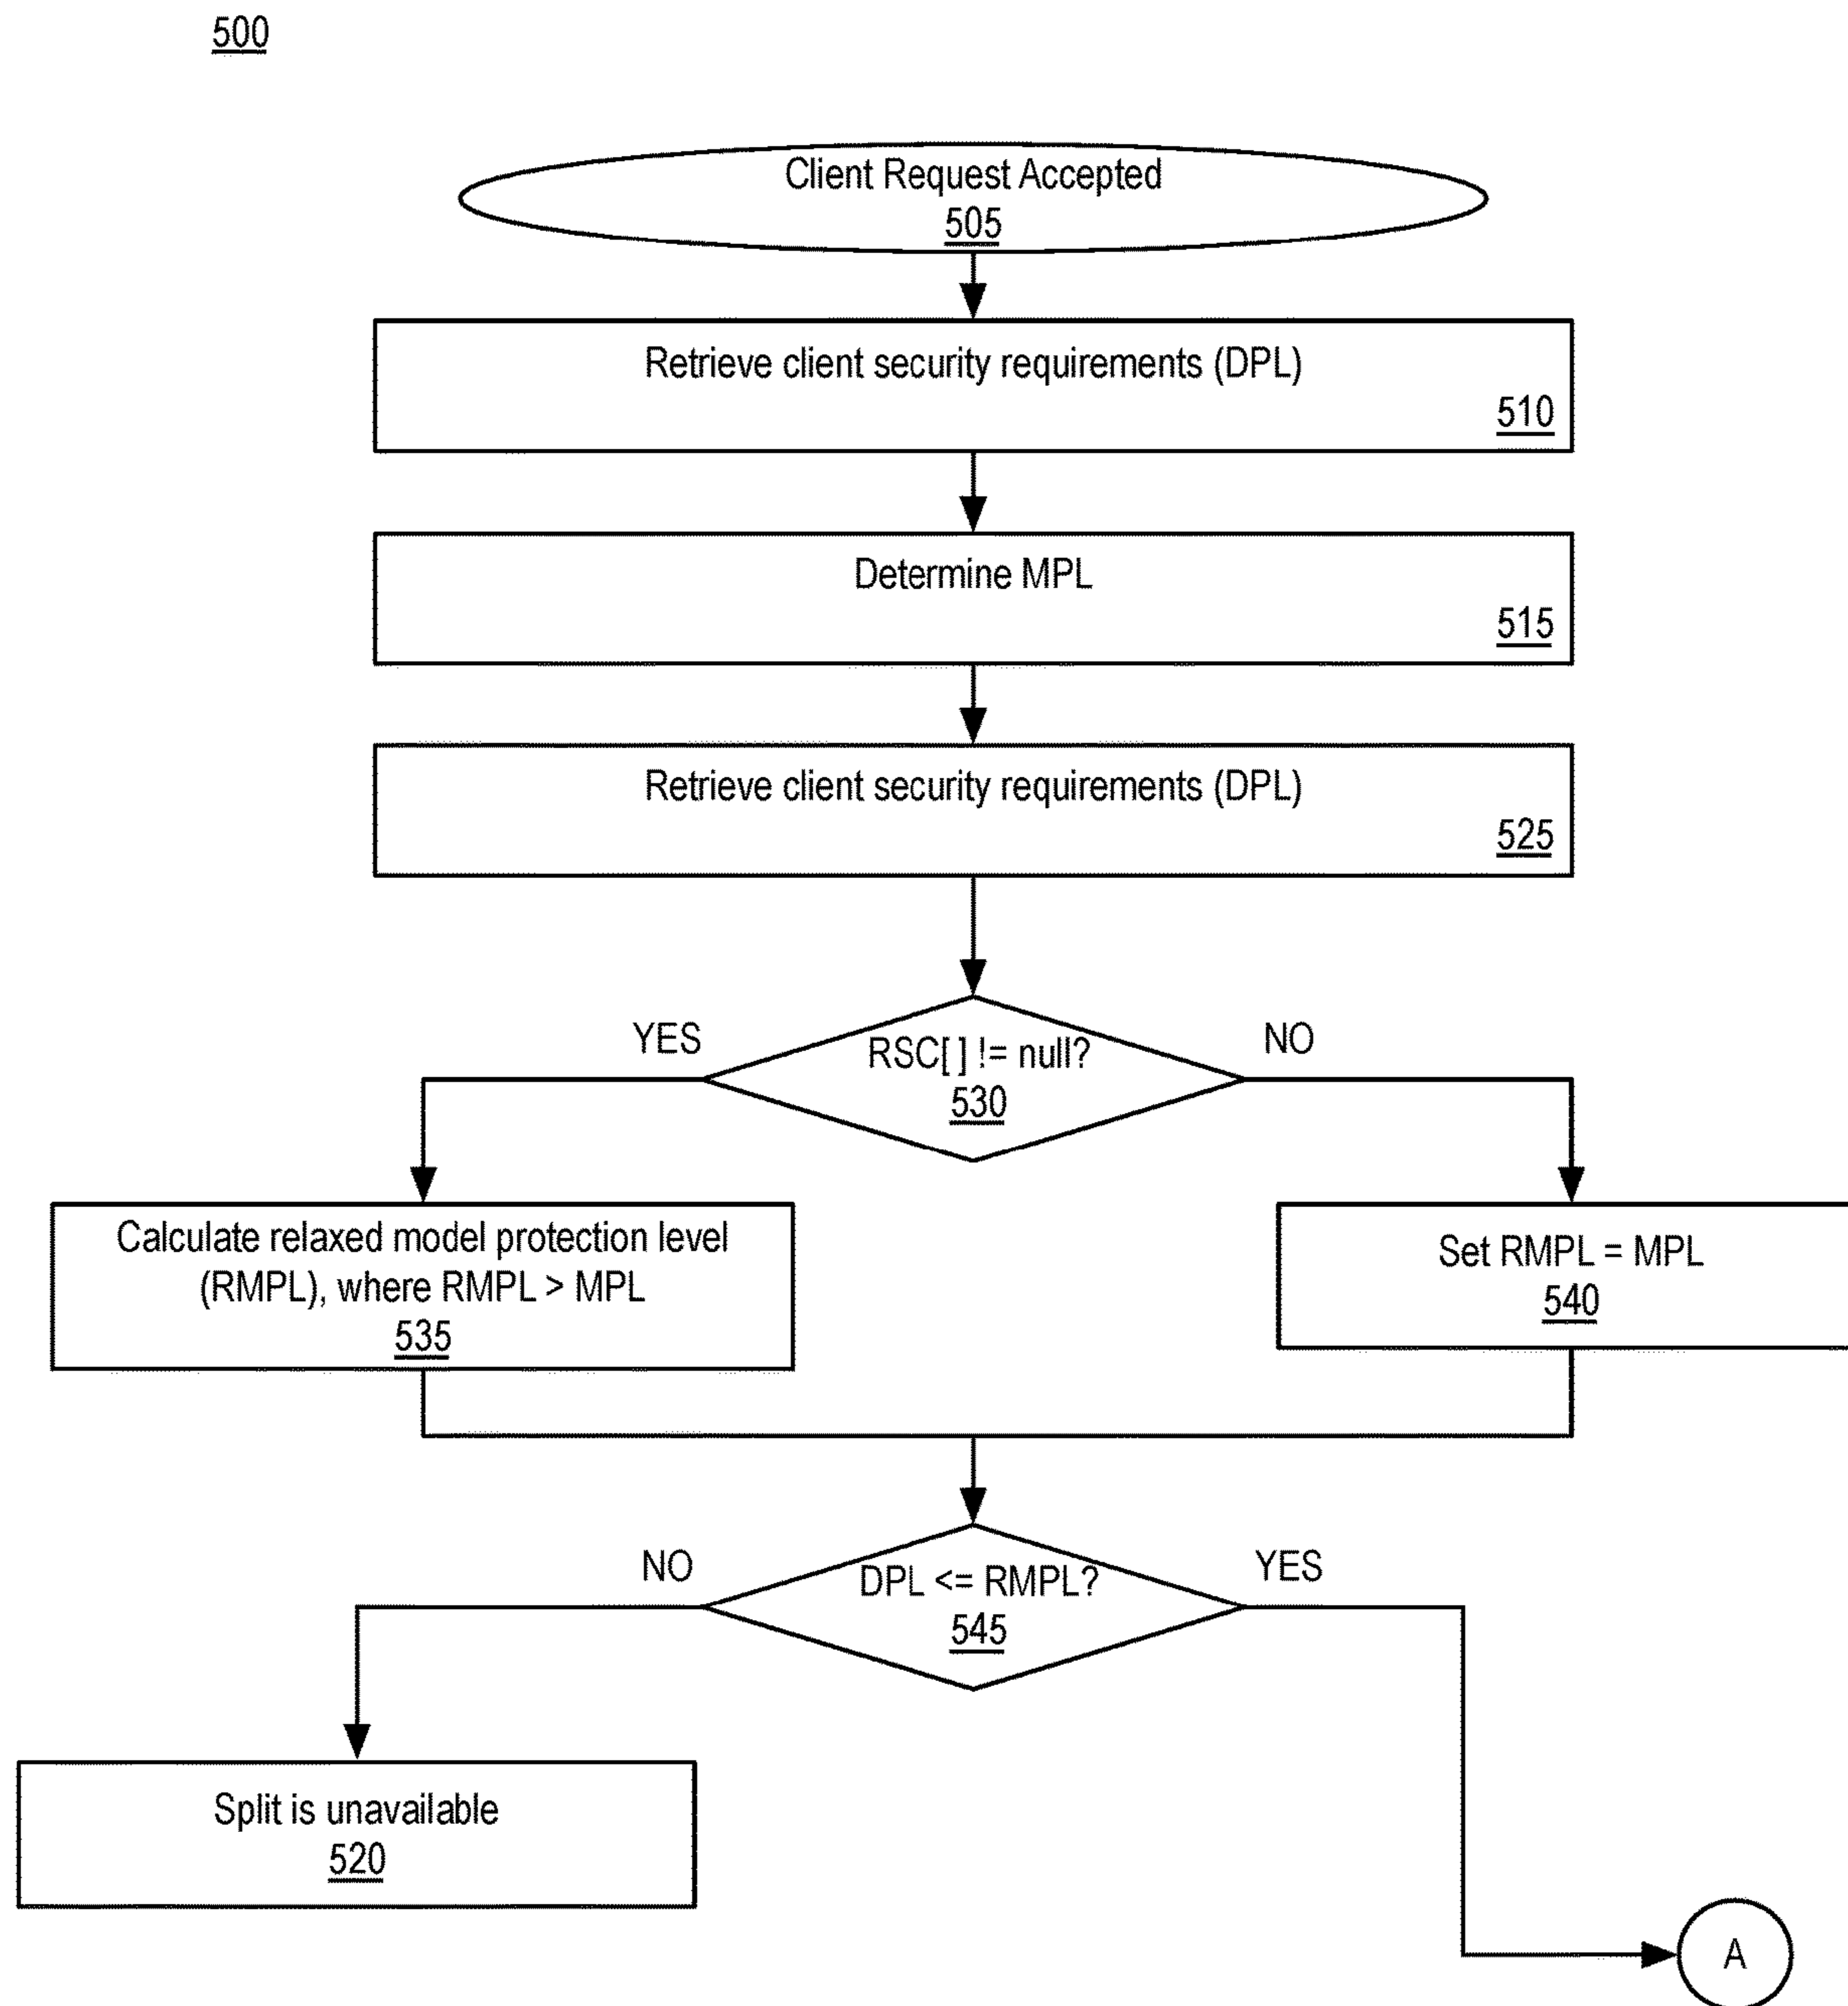 500
Client Request Accepted
505
Retrieve client security requirements (DPL)
510
Determine MPL
515
Retrieve client security requirements (DPL)
525
YES
RSC[ ] != null?
530
NO
Calculate relaxed model protection level
(RMPL), where RMPL > MPL
535
Set RMPL = MPL
540
NO
DPL <= RMPL?
545
YES
Split is unavailable
520
A